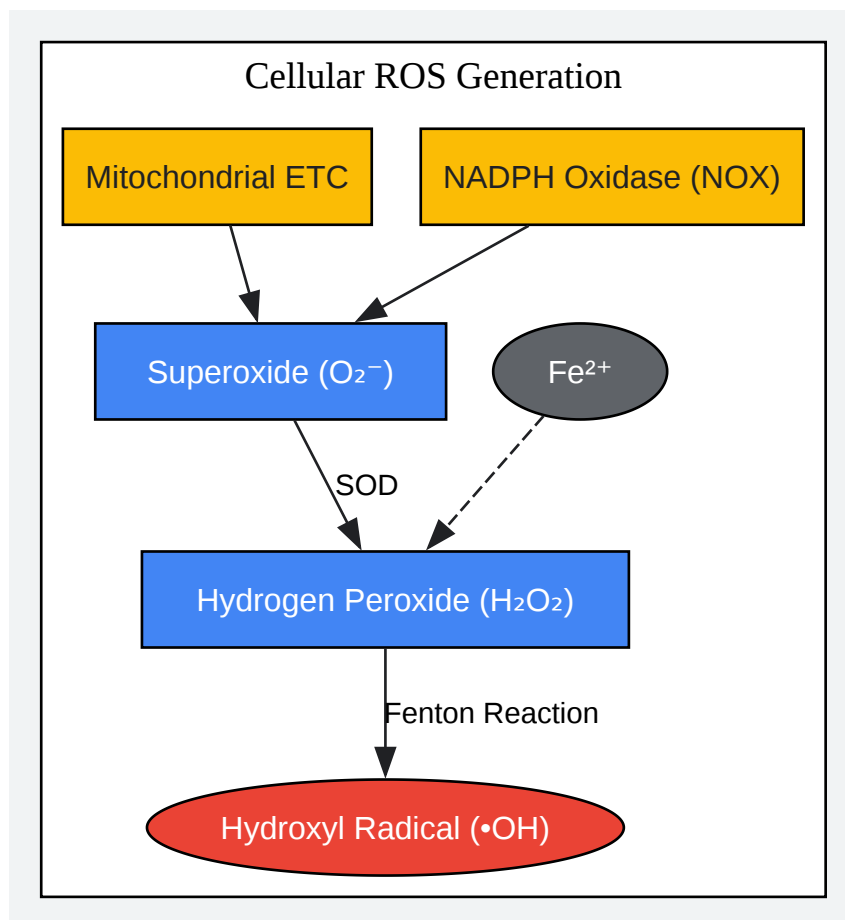 Cellular ROS Generation
Mitochondrial ETC
NADPH Oxidase (NOX)
Superoxide (O₂⁻)
Fe²⁺
SOD
Hydrogen Peroxide (H₂O₂)
Fenton Reaction
Hydroxyl Radical (•OH)